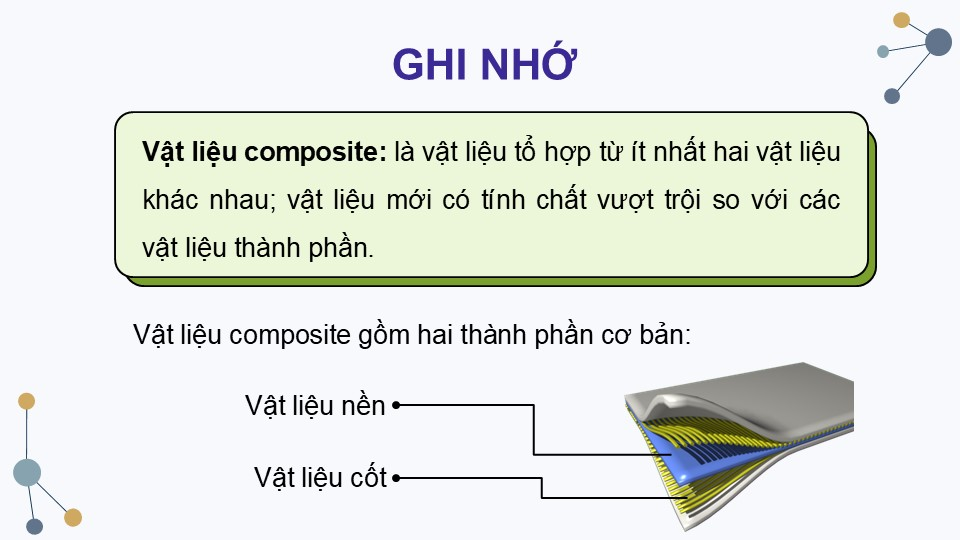 GHI NHỚ
Vật liệu composite: là vật liệu tổ hợp từ ít nhất hai vật liệu
khác nhau; vật liệu mới có tính chất vượt trội so với các
vật liệu thành phần.
Vật liệu composite gồm hai thành phần cơ bản:
Vật liệu nền
Vật liệu cốt